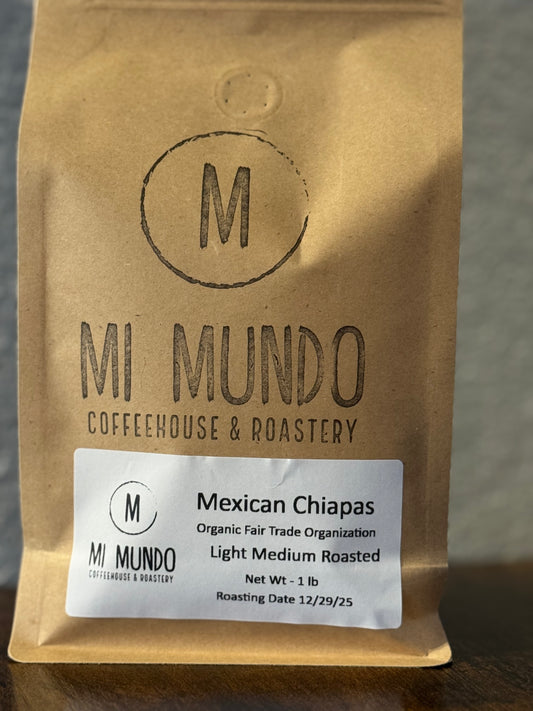 M
MI MUNDO
COFFEEHOUSE & ROASTERY
M
MI MUNDO
COFFEEHOUSE & ROASTERY
Mexican Chiapas
Organic Fair Trade Organization
Light Medium Roasted
Net Wt - 1 lb
Roasting Date 12/29/25